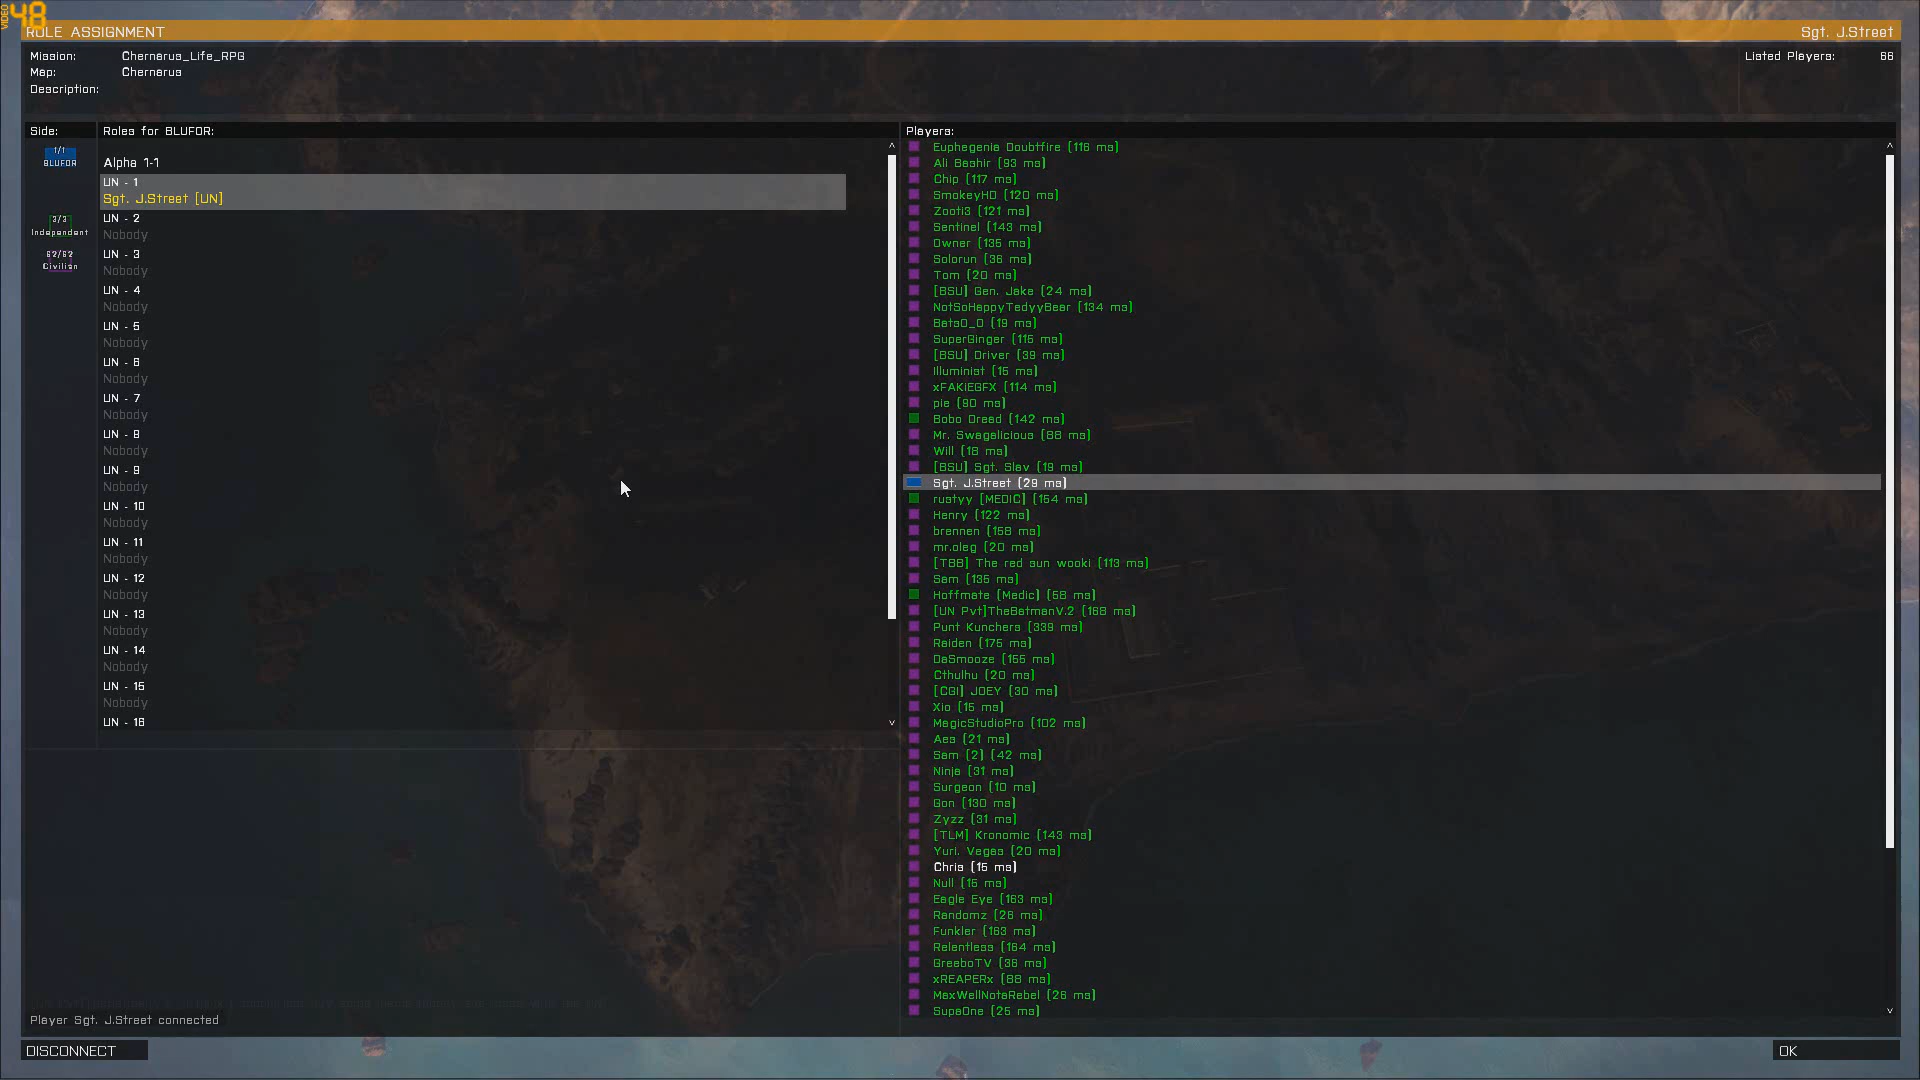 VIDEO 48
ROLE ASSIGNMENT
Sgt. J.Street
Mission: Chernarus_Life_RPG
Listed Players: 66
Map: Chernarus
Description:
Side:
1/1
BLUFOR
3/3
Independent
62/62
Civilian
Roles for BLUFOR:
Alpha 1-1
UN - 1
Sgt. J.Street [UN]
UN - 2
Nobody
UN - 3
Nobody
UN - 4
Nobody
UN - 5
Nobody
UN - 6
Nobody
UN - 7
Nobody
UN - 8
Nobody
UN - 9
Nobody
UN - 10
Nobody
UN - 11
Nobody
UN - 12
Nobody
UN - 13
Nobody
UN - 14
Nobody
UN - 15
Nobody
UN - 16
Players:
Euphegenia Doubtfire (116 ms)
Ali Bashir (93 ms)
Chip (117 ms)
SmokeyHD (120 ms)
Zooti3 (121 ms)
Sentinel (143 ms)
Owner (135 ms)
Solorun (36 ms)
Tom (20 ms)
[BSU] Gen. Jake (24 ms)
NotSoHappyTedyyBear (134 ms)
BatsO_O (19 ms)
SuperGinger (115 ms)
[BSU] Driver (39 ms)
Illuminist (15 ms)
xFAKIEGFX (114 ms)
pie (90 ms)
Bobo Dread (142 ms)
Mr. Swagalicious (88 ms)
Will (18 ms)
[BSU] Sgt. Slav (19 ms)
Sgt. J.Street (29 ms)
rustyy [MEDIC] (154 ms)
Henry (122 ms)
brennen (158 ms)
mr.oleg (20 ms)
[TBB] The red sun wooki (113 ms)
Sam (135 ms)
Hoffmate (Medic) (58 ms)
[UN Pvt]TheBatmanV.2 (168 ms)
Punt Kunchers (339 ms)
Raiden (175 ms)
DaSmooze (155 ms)
Cthulhu (20 ms)
[CGI] JOEY (30 ms)
Xio (15 ms)
MagicStudioPro (102 ms)
Aes (21 ms)
Sam (2) (42 ms)
Ninja (31 ms)
Surgeon (10 ms)
Gon (130 ms)
Zyzz (31 ms)
[TLM] Kronomic (143 ms)
Yuri. Vegas (20 ms)
Chris (15 ms)
Null (15 ms)
Eagle Eye (163 ms)
Randomz (26 ms)
Funkler (163 ms)
Relentless (164 ms)
GreeboTV (36 ms)
xREAPERx (88 ms)
MaxWellNotaRebel (26 ms)
SupaOne (25 ms)
Player Sgt. J.Street connected
DISCONNECT
OK